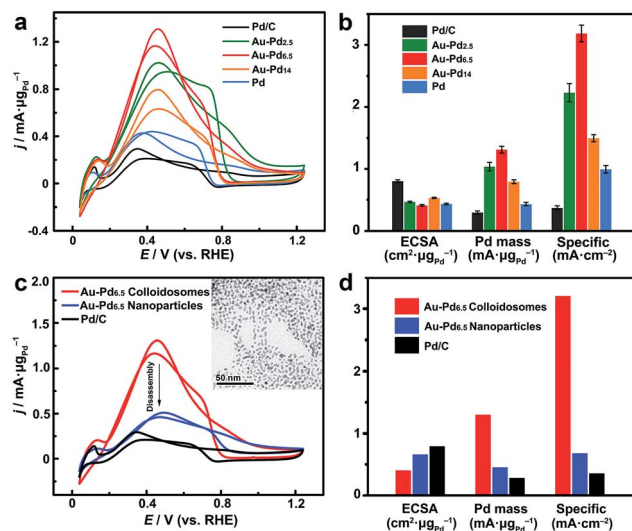 a
Pd/C
Au-Pd2.5
Au-Pd6.5
Au-Pd14
Pd
j / mA·μgPd⁻¹
1.2
0.8
0.4
0.0
-0.4
0
0.4
0.8
1.2
E / V (vs. RHE)
b
Pd/C
Au-Pd2.5
Au-Pd6.5
Au-Pd14
Pd
3
2
1
0
ECSA
Pd mass
Specific
(cm²·μgPd⁻¹)
(mA·μgPd⁻¹)
(mA·cm⁻²)
c
Au-Pd6.5 Colloidosomes
Au-Pd6.5 Nanoparticles
Pd/C
50 nm
Disassembly
j / mA·μgPd⁻¹
2.0
1.5
1.0
0.5
0.0
0
0.4
0.8
1.2
E / V (vs. RHE)
d
Au-Pd6.5 Colloidosomes
Au-Pd6.5 Nanoparticles
Pd/C
3
2
1
0
ECSA
Pd mass
Specific
(cm²·μgPd⁻¹)
(mA·μgPd⁻¹)
(mA·cm⁻²)